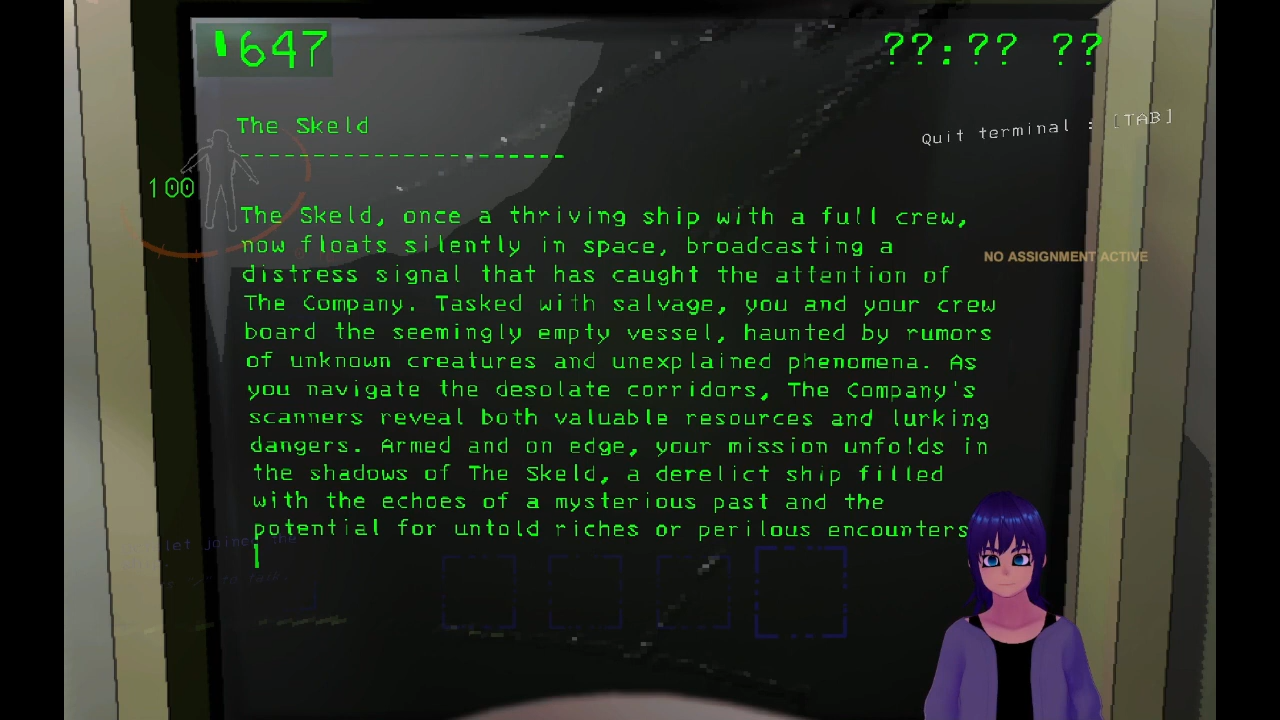 ▮647
??:?? ??
The Skeld
Quit terminal : [TAB]
----------------------
100
The Skeld, once a thriving ship with a full crew,
now floats silently in space, broadcasting a
distress signal that has caught the attention of
The Company. Tasked with salvage, you and your crew
board the seemingly empty vessel, haunted by rumors
of unknown creatures and unexplained phenomena. As
you navigate the desolate corridors, The Company's
scanners reveal both valuable resources and lurking
dangers. Armed and on edge, your mission unfolds in
the shadows of The Skeld, a derelict ship filled
with the echoes of a mysterious past and the
potential for untold riches or perilous encounters
NO ASSIGNMENT ACTIVE
joined the
to talk.